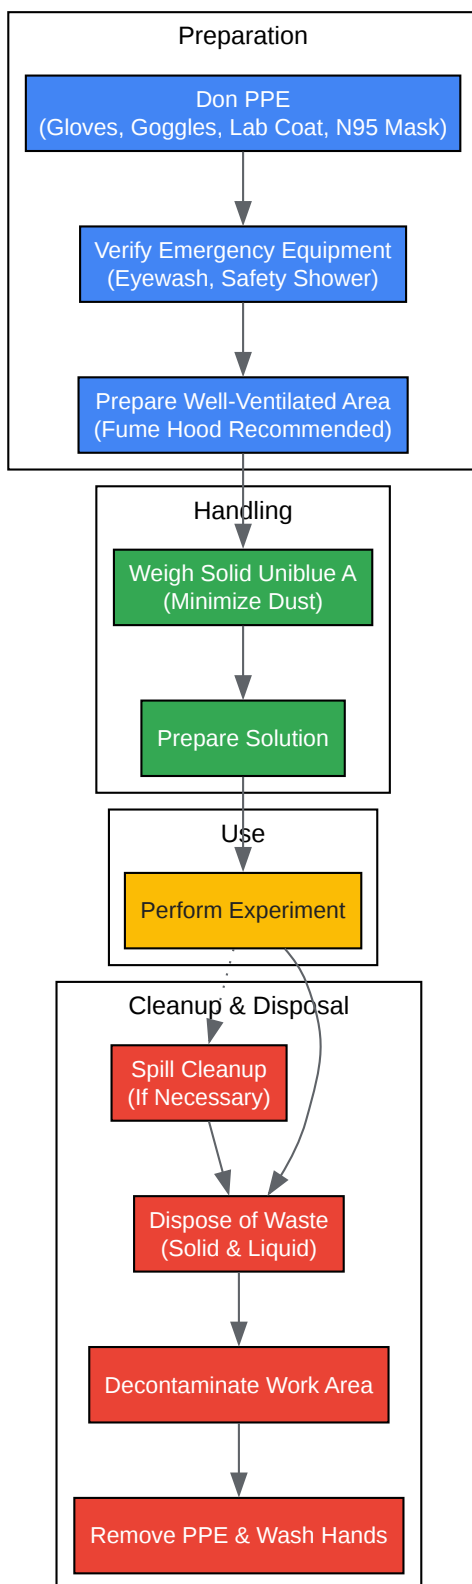 Preparation
Don PPE
(Gloves, Goggles, Lab Coat, N95 Mask)
Verify Emergency Equipment
(Eyewash, Safety Shower)
Prepare Well-Ventilated Area
(Fume Hood Recommended)
Handling
Weigh Solid Uniblue A
(Minimize Dust)
Prepare Solution
Use
Perform Experiment
Cleanup & Disposal
Spill Cleanup
(If Necessary)
Dispose of Waste
(Solid & Liquid)
Decontaminate Work Area
Remove PPE & Wash Hands